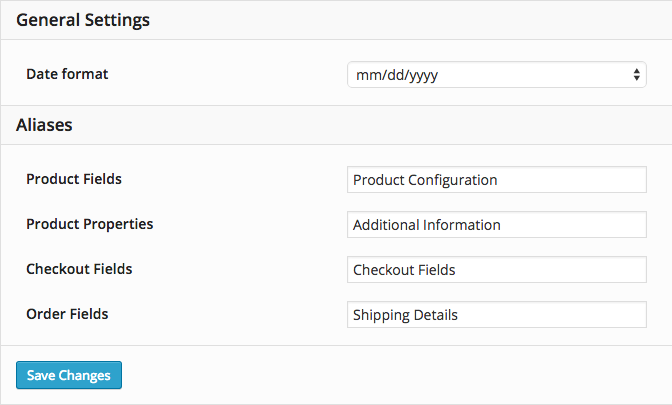 General Settings
Date format mm/dd/yyyy
Aliases
Product Fields Product Configuration
Product Properties Additional Information
Checkout Fields Checkout Fields
Order Fields Shipping Details
Save Changes